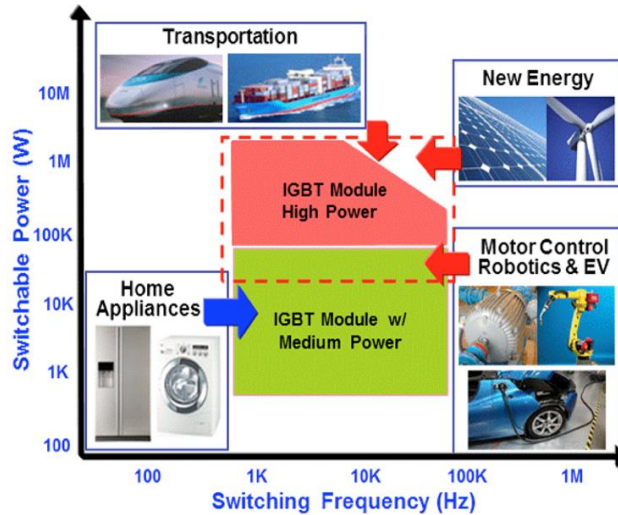 Transportation
New Energy
10M
1M
100K
10K
1K
100
Switchable Power (W)
IGBT Module
High Power
Motor Control
Robotics & EV
Home
Appliances
IGBT Module w/
Medium Power
100
1K
10K
100K
1M
Switching Frequency (Hz)